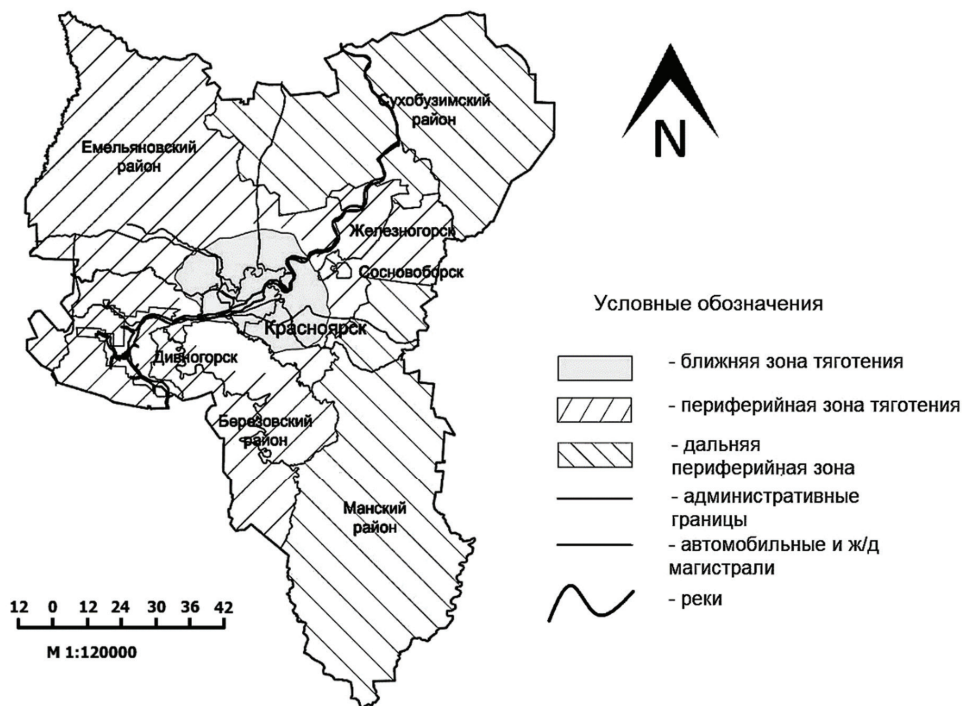 Сухобузимский
район
Емельяновский
район
N
Железногорск
Сосновоборск
Красноярск
Дивногорск
Березовский
район
Манский
район
Условные обозначения
- ближняя зона тяготения
- периферийная зона тяготения
- дальняя
периферийная зона
- административные
границы
- автомобильные и ж/д
магистрали
- реки
12 0 12 24 30 36 42
М 1:120000